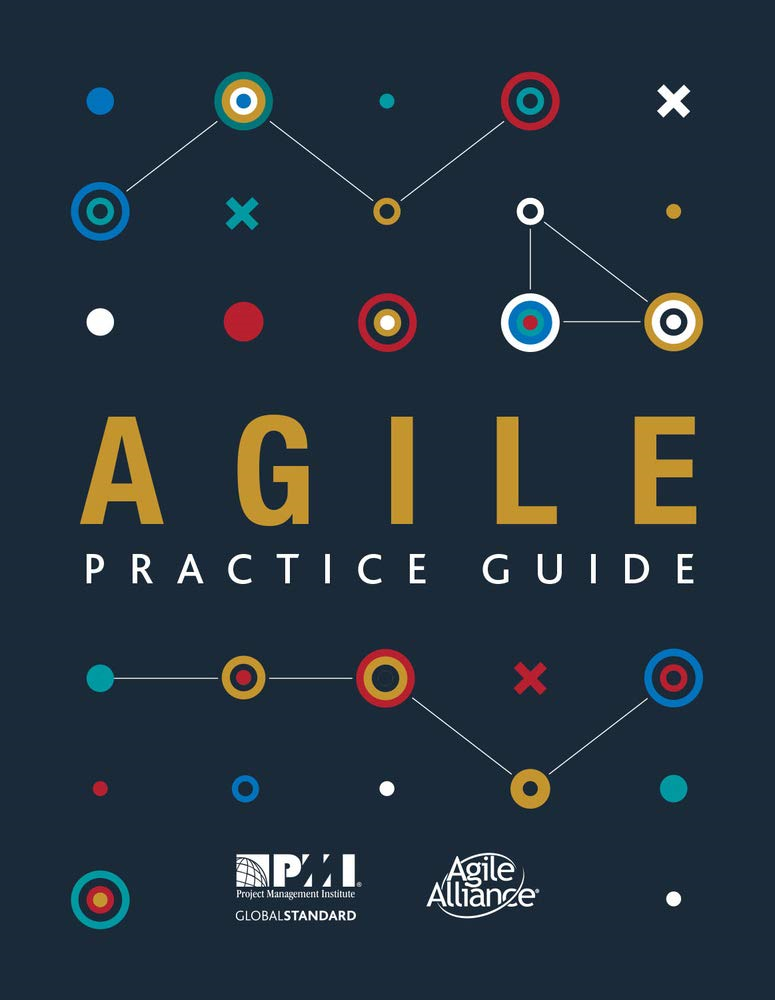 AGILE
PRACTICE GUIDE
PMI®
Project Management Institute
GLOBALSTANDARD
Agile
Alliance®